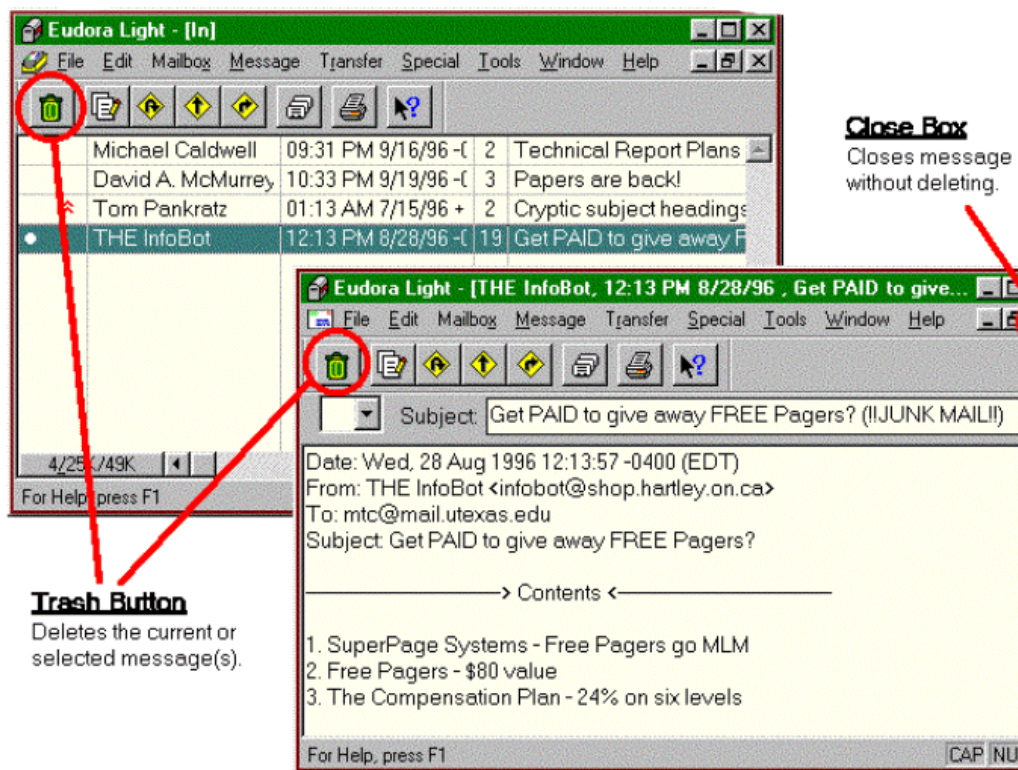 Eudora Light - [In]
File Edit Mailbox Message Transfer Special Tools Window Help
Michael Caldwell 09:31 PM 9/16/96 -( 2 Technical Report Plans
David A. McMurrey 10:33 PM 9/19/96 -( 3 Papers are back!
Tom Pankratz 01:13 AM 7/15/96 + 2 Cryptic subject headings
THE InfoBot 12:13 PM 8/28/96 -( 19 Get PAID to give away F
4/25K/49K
For Help, press F1
Close Box
Closes message
without deleting.
Eudora Light - [THE InfoBot, 12:13 PM 8/28/96 , Get PAID to give...
File Edit Mailbox Message Transfer Special Tools Window Help
Subject: Get PAID to give away FREE Pagers? (!!JUNK MAIL!!)
Date: Wed, 28 Aug 1996 12:13:57 -0400 (EDT)
From: THE InfoBot <infobot@shop.hartley.on.ca>
To: mtc@mail.utexas.edu
Subject: Get PAID to give away FREE Pagers?
> Contents <
1. SuperPage Systems - Free Pagers go MLM
2. Free Pagers - $80 value
3. The Compensation Plan - 24% on six levels
For Help, press F1 CAP NU
Trash Button
Deletes the current or
selected message(s).